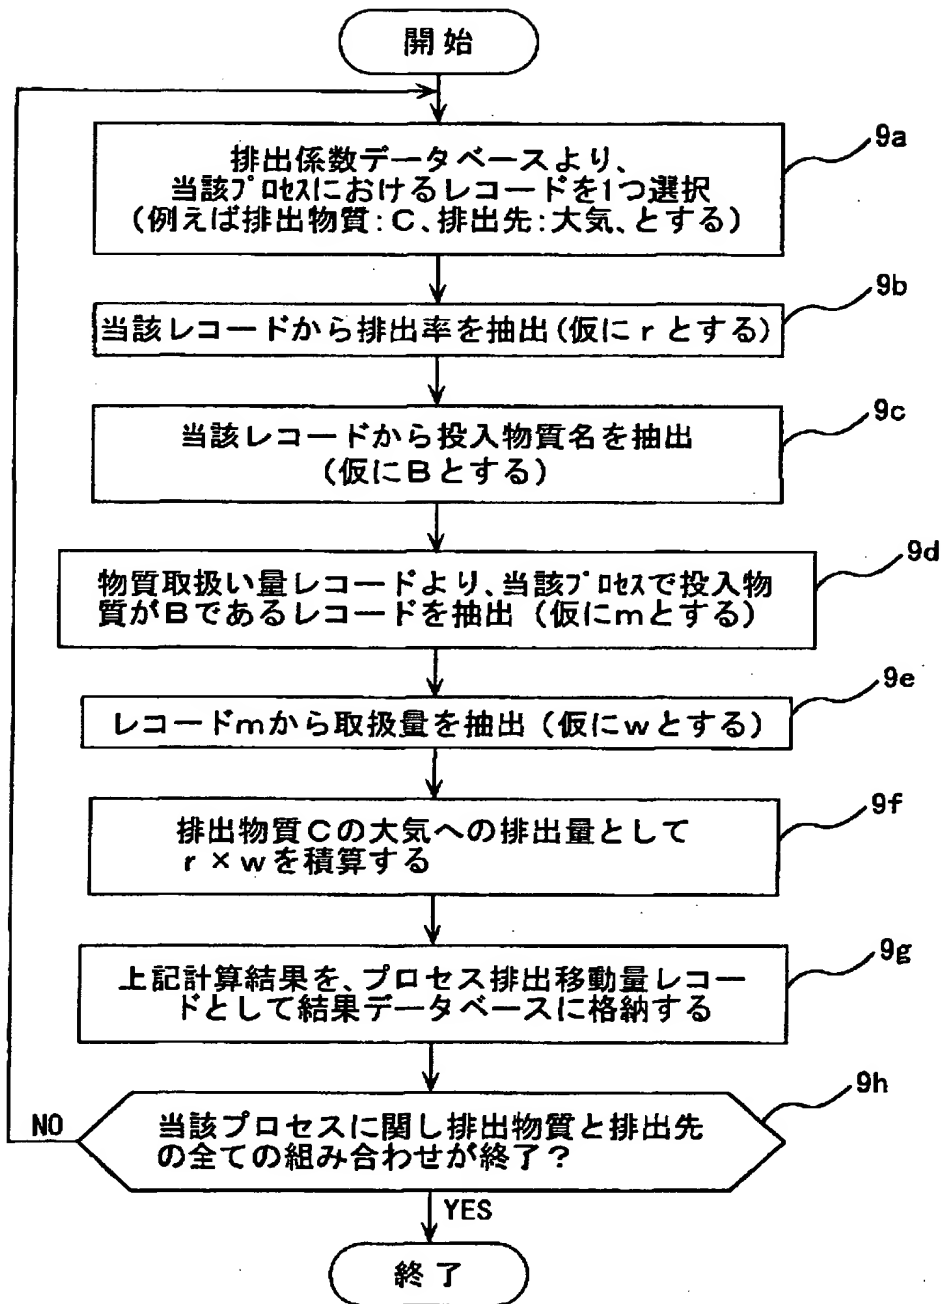 開始
排出係数データベースより、
当該プロセスにおけるレコードを1つ選択
(例えば排出物質:C、排出先:大気、とする)
9a
当該レコードから排出率を抽出(仮にrとする)
9b
当該レコードから投入物質名を抽出
(仮にBとする)
9c
物質取扱い量レコードより、当該プロセスで投入物
質がBであるレコードを抽出(仮にmとする)
9d
レコードmから取扱量を抽出(仮にwとする)
9e
排出物質Cの大気への排出量として
r×wを積算する
9f
上記計算結果を、プロセス排出移動量レコー
ドとして結果データベースに格納する
9g
当該プロセスに関し排出物質と排出先
の全ての組み合わせが終了?
9h
NO
YES
終了